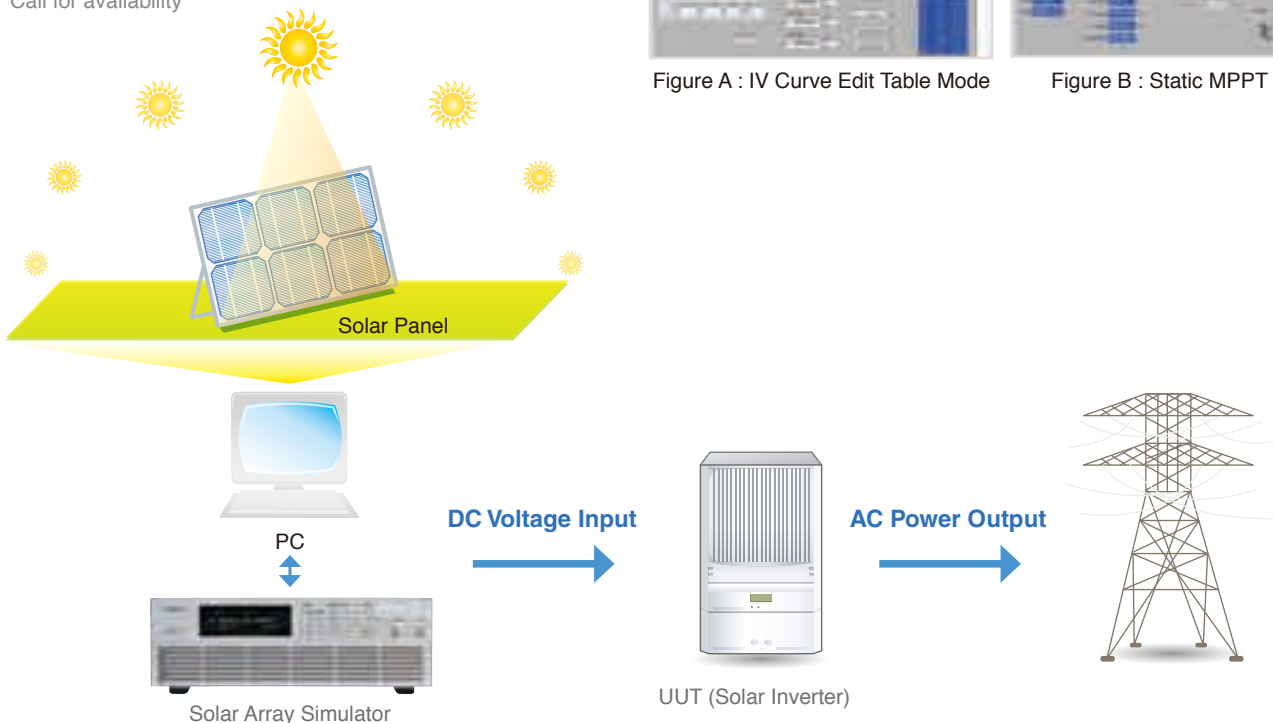 Call for availability
Figure A : IV Curve Edit Table Mode
Figure B : Static MPPT
Solar Panel
PC
DC Voltage Input
AC Power Output
Solar Array Simulator
UUT (Solar Inverter)